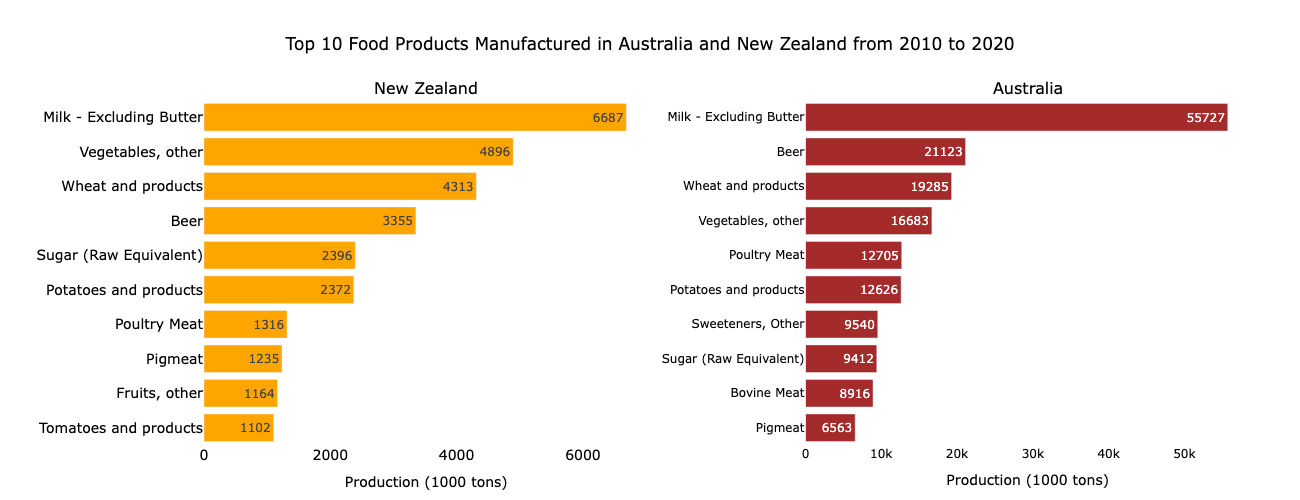 Top 10 Food Products Manufactured in Australia and New Zealand from 2010 to 2020
New Zealand
Milk - Excluding Butter 6687
Vegetables, other 4896
Wheat and products 4313
Beer 3355
Sugar (Raw Equivalent) 2396
Potatoes and products 2372
Poultry Meat 1316
Pigmeat 1235
Fruits, other 1164
Tomatoes and products 1102
0 2000 4000 6000
Production (1000 tons)
Australia
Milk - Excluding Butter 55727
Beer 21123
Wheat and products 19285
Vegetables, other 16683
Poultry Meat 12705
Potatoes and products 12626
Sweeteners, Other 9540
Sugar (Raw Equivalent) 9412
Bovine Meat 8916
Pigmeat 6563
0 10k 20k 30k 40k 50k
Production (1000 tons)